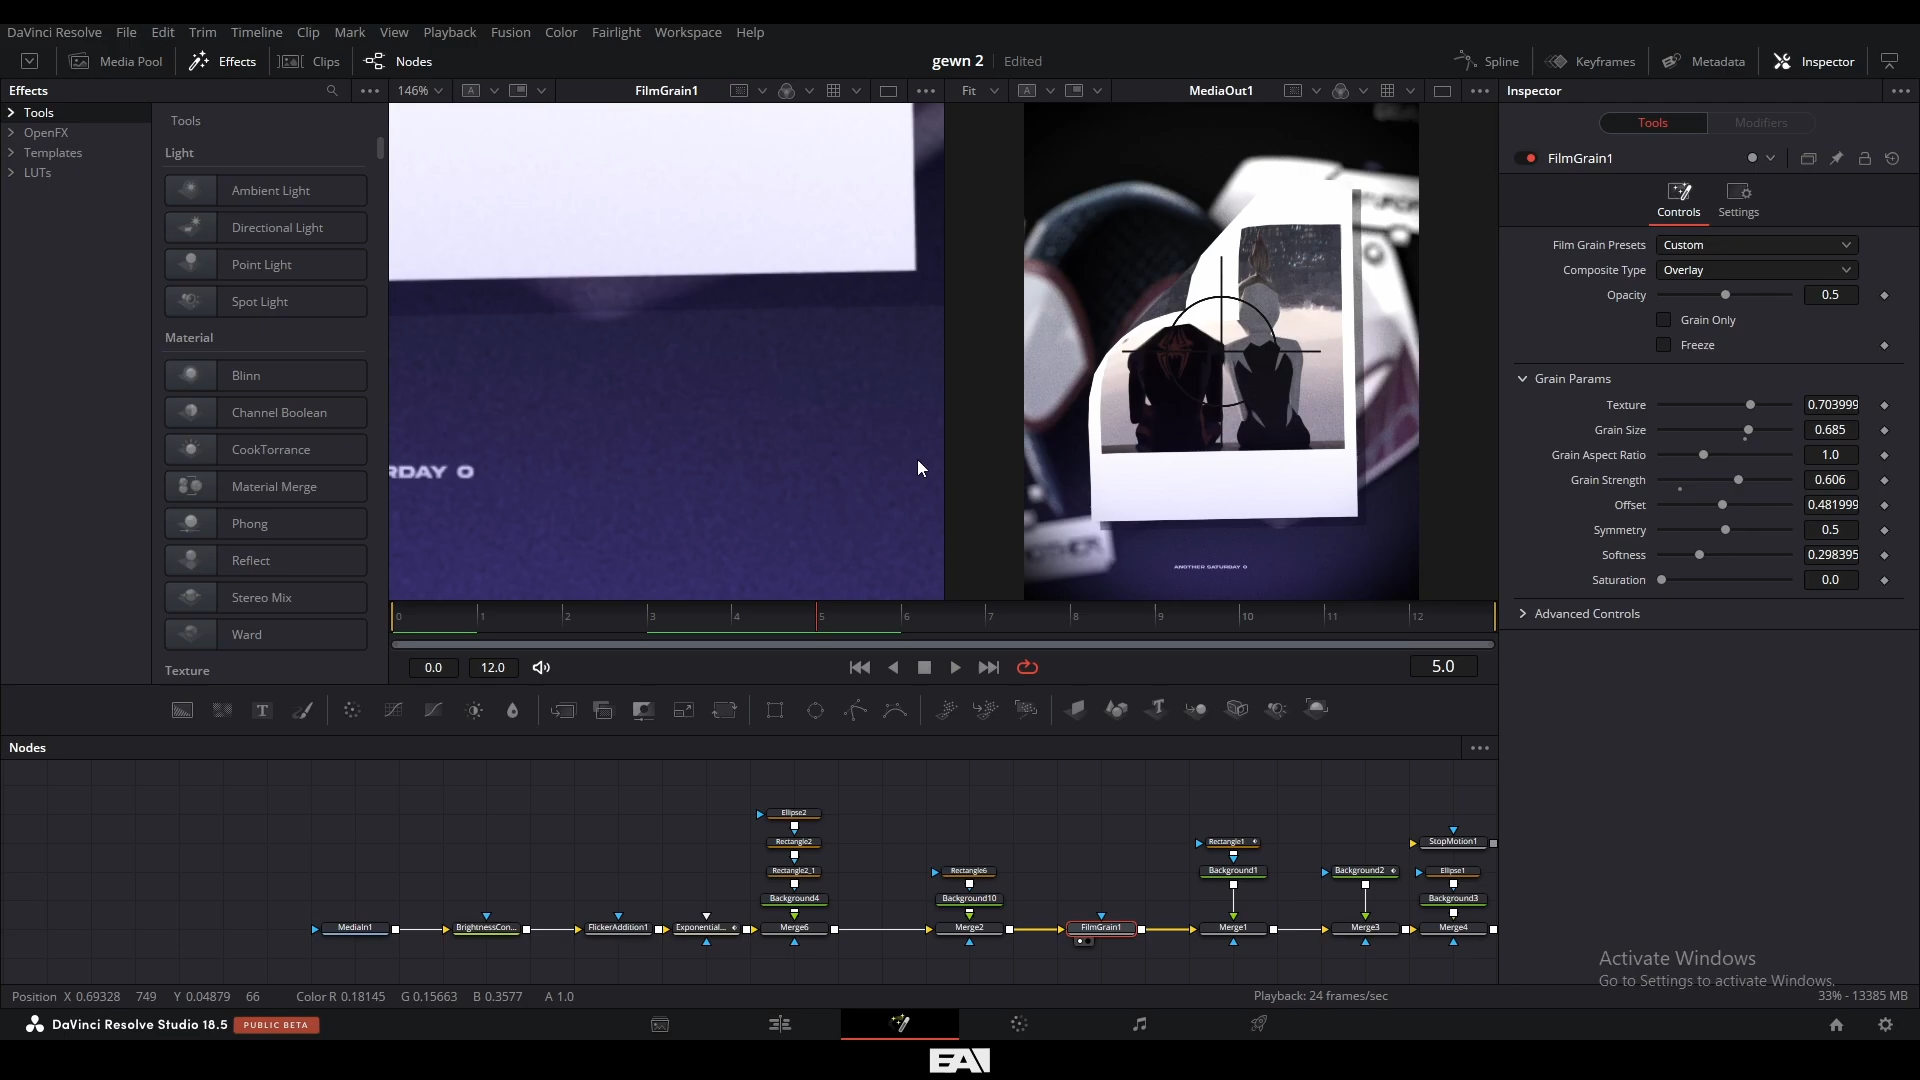 DaVinci Resolve File Edit Trim Timeline Clip Mark View Playback Fusion Color Fairlight Workspace Help
Media Pool Effects Clips Nodes gewn 2 Edited Spline Keyframes Metadata Inspector
Effects 146% FilmGrain1 Fit MediaOut1 Inspector
Tools
OpenFX
Templates
LUTs
Tools
Light
Ambient Light
Directional Light
Point Light
Spot Light
Material
Blinn
Channel Boolean
CookTorrance
Material Merge
Phong
Reflect
Stereo Mix
Ward
Texture
RDAY O
ANOTHER SATURDAY O
0 1 2 3 4 5 6 7 8 9 10 11 12
0.0 12.0 5.0
Tools Modifiers
FilmGrain1
Controls Settings
Film Grain Presets Custom
Composite Type Overlay
Opacity 0.5
Grain Only
Freeze
Grain Params
Texture 0.703999
Grain Size 0.685
Grain Aspect Ratio 1.0
Grain Strength 0.606
Offset 0.481999
Symmetry 0.5
Softness 0.298395
Saturation 0.0
Advanced Controls
Nodes
Ellipse2
Rectangle2 Rectangle1 StopMotion1
Rectangle2_1 Rectangle6 Background1 Background2 Ellipse1
Background4 Background10 Background3
MediaIn1 BrightnessCon... FlickerAddition1 Exponential... Merge6 Merge2 FilmGrain1 Merge1 Merge3 Merge4
Activate Windows
Go to Settings to activate Windows.
Position X 0.69328 749 Y 0.04879 66 Color R 0.18145 G 0.15663 B 0.3577 A 1.0 Playback: 24 frames/sec 33% - 13385 MB
DaVinci Resolve Studio 18.5 PUBLIC BETA
EA